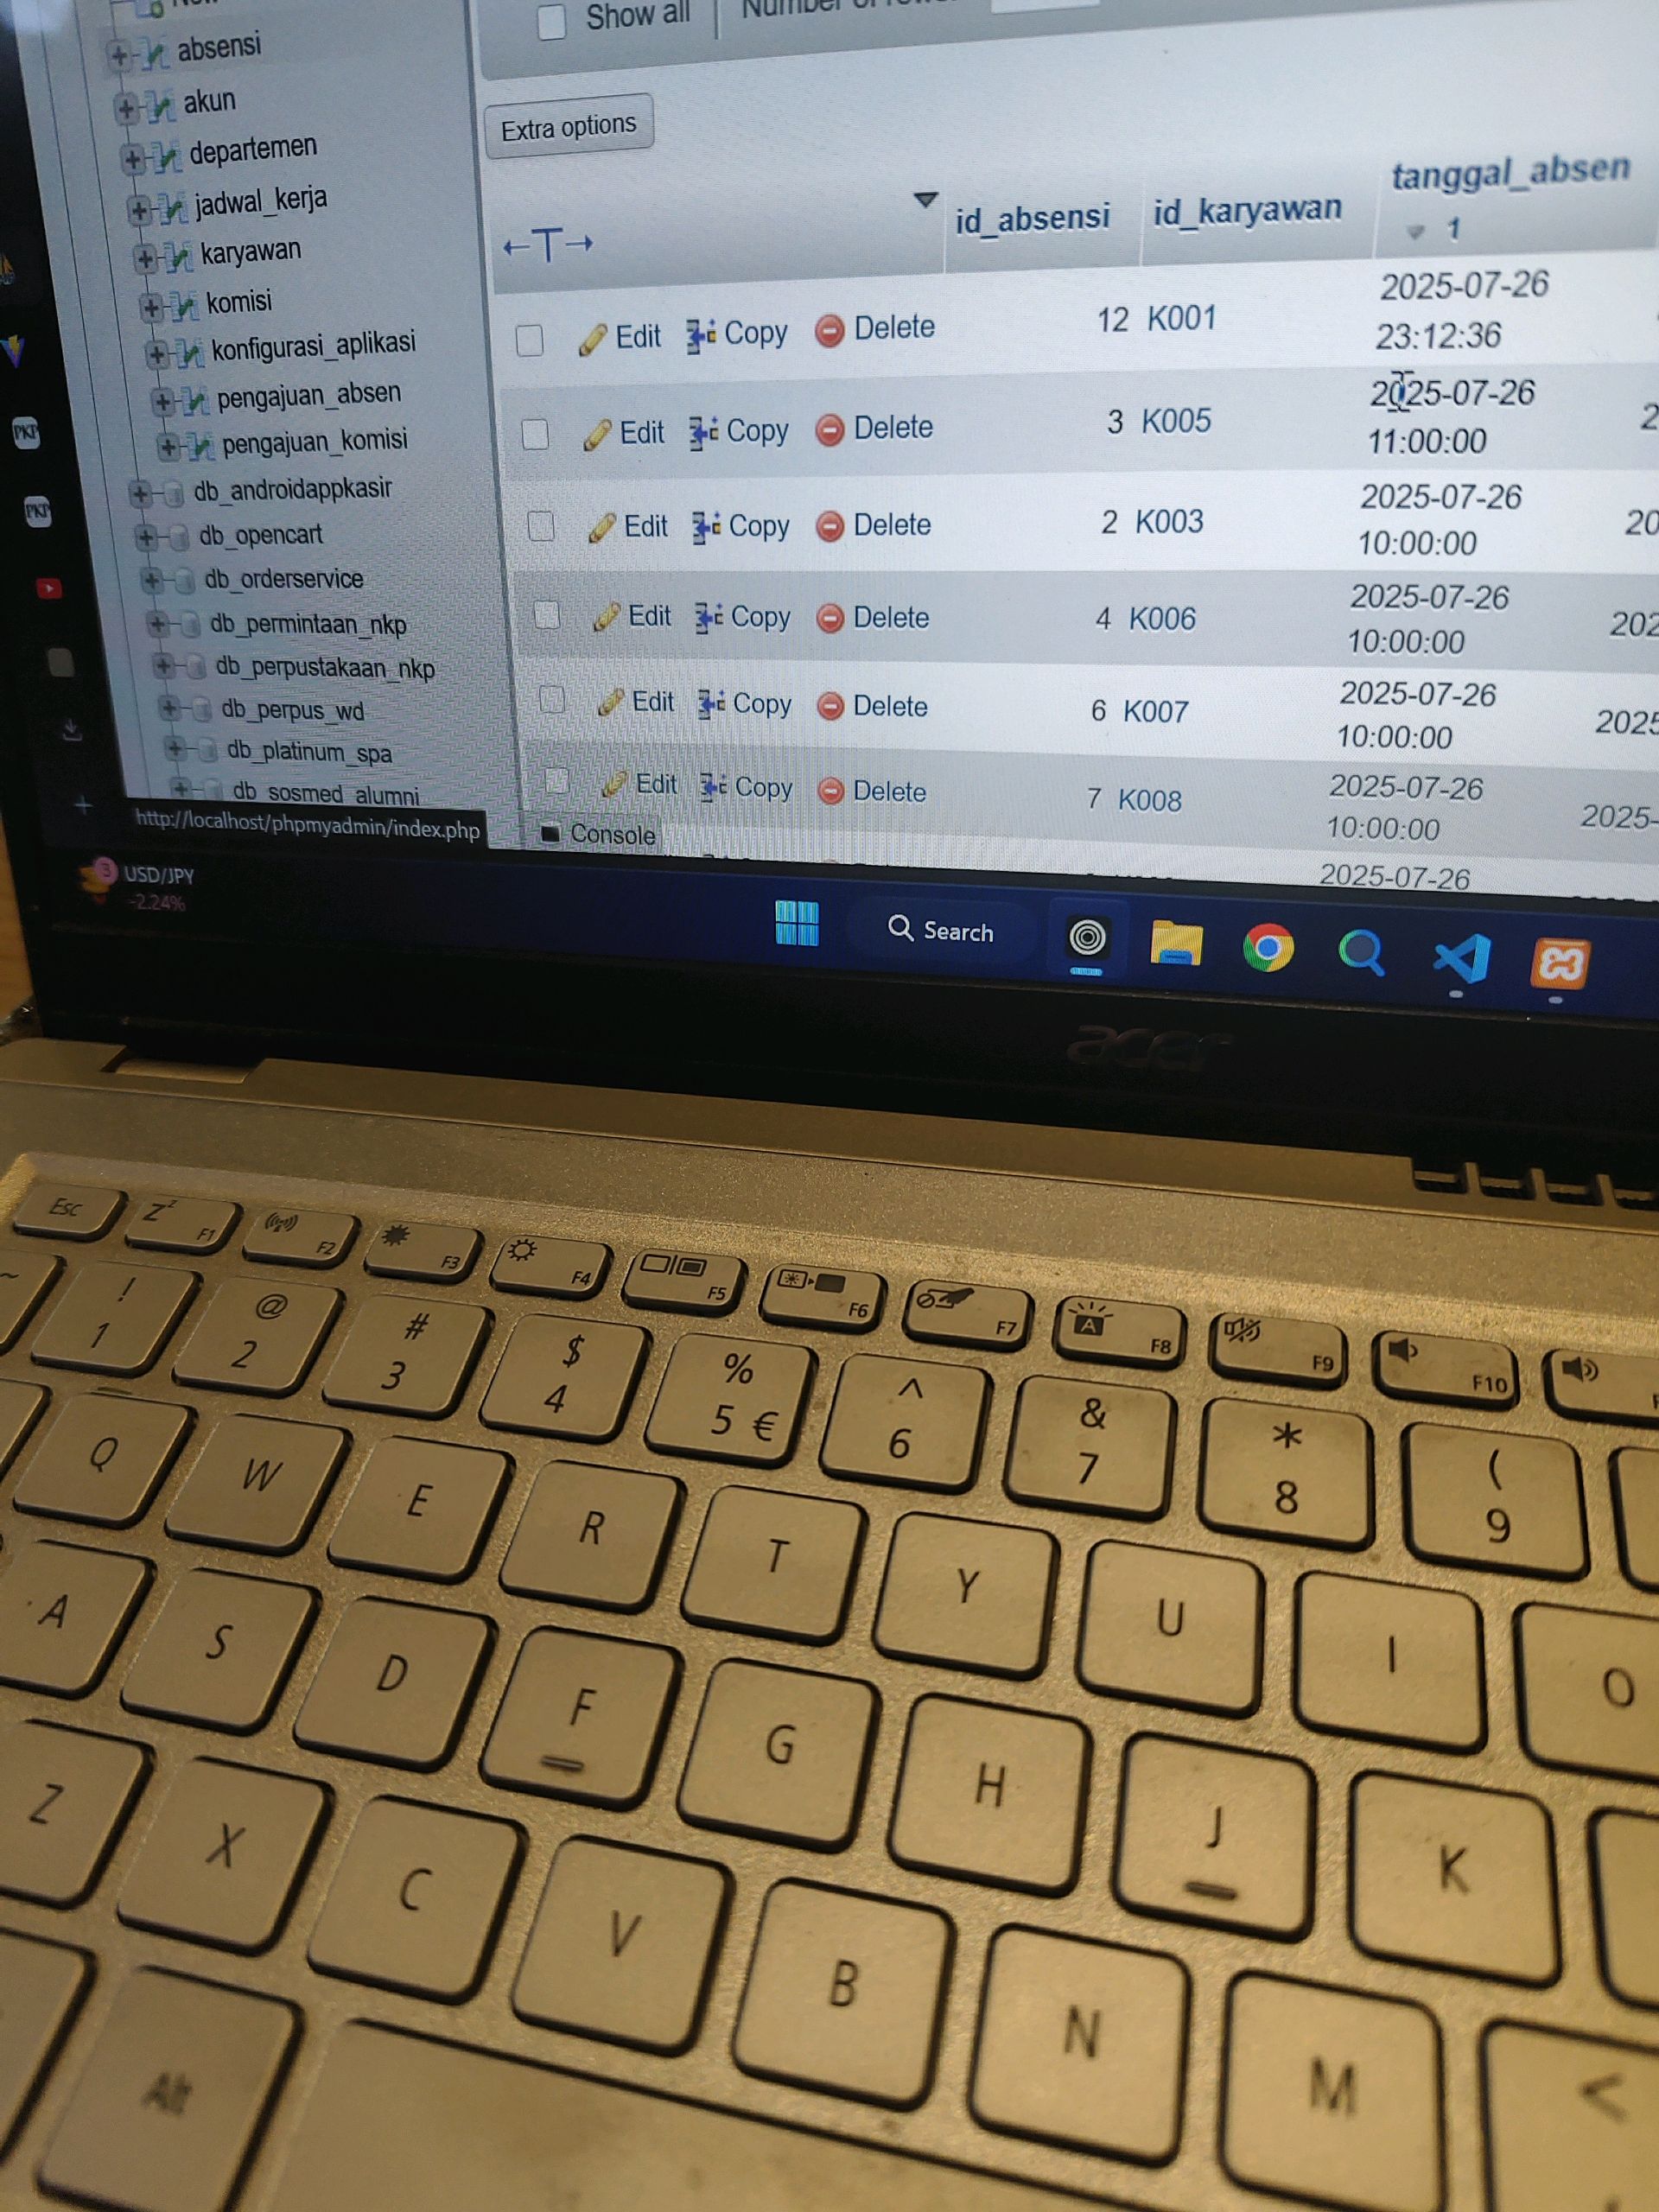 Show all
absensi
akun
departemen
jadwal_kerja
karyawan
komisi
konfigurasi_aplikasi
pengajuan_absen
pengajuan_komisi
db_androidappkasir
db_opencart
db_orderservice
db_permintaan_nkp
db_perpustakaan_nkp
db_perpus_wd
db_platinum_spa
db_sosmed_alumni
http://localhost/phpmyadmin/index.php
Extra options
←T→ id_absensi id_karyawan tanggal_absen
1
Edit Copy Delete 12 K001 2025-07-26
23:12:36
Edit Copy Delete 3 K005 2025-07-26
11:00:00
Edit Copy Delete 2 K003 2025-07-26
10:00:00
Edit Copy Delete 4 K006 2025-07-26
10:00:00
Edit Copy Delete 6 K007 2025-07-26
10:00:00
Edit Copy Delete 7 K008 2025-07-26
10:00:00
2025-07-26
Console
PKP
PKP
3
USD/JPY
-2.24%
Search
acer
Esc Zz F1 F2 F3 F4 F5 F6 F7 A F8 F9 F10
~ ! 1 @ 2 # 3 $ 4 % 5 € ^ 6 & 7 * 8 ( 9
Q W E R T Y U I O
A S D F G H J K
Z X C V B N M <
Alt